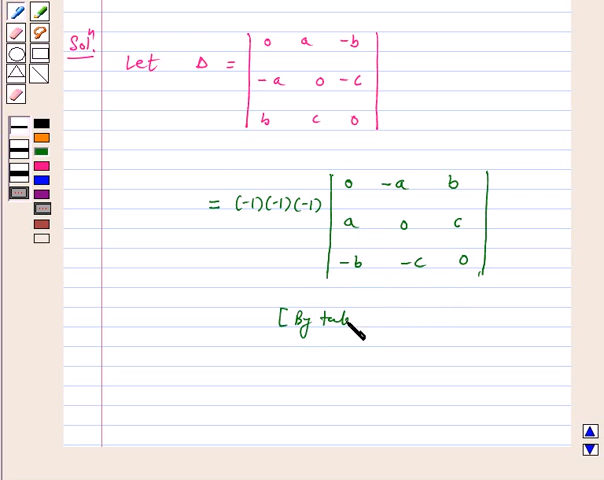 Solⁿ
Let Δ = | 0 a -b |
| -a 0 -c |
| b c 0 |
= (-1)(-1)(-1) | 0 -a b |
| a 0 c |
| -b -c 0 |
[ By tak